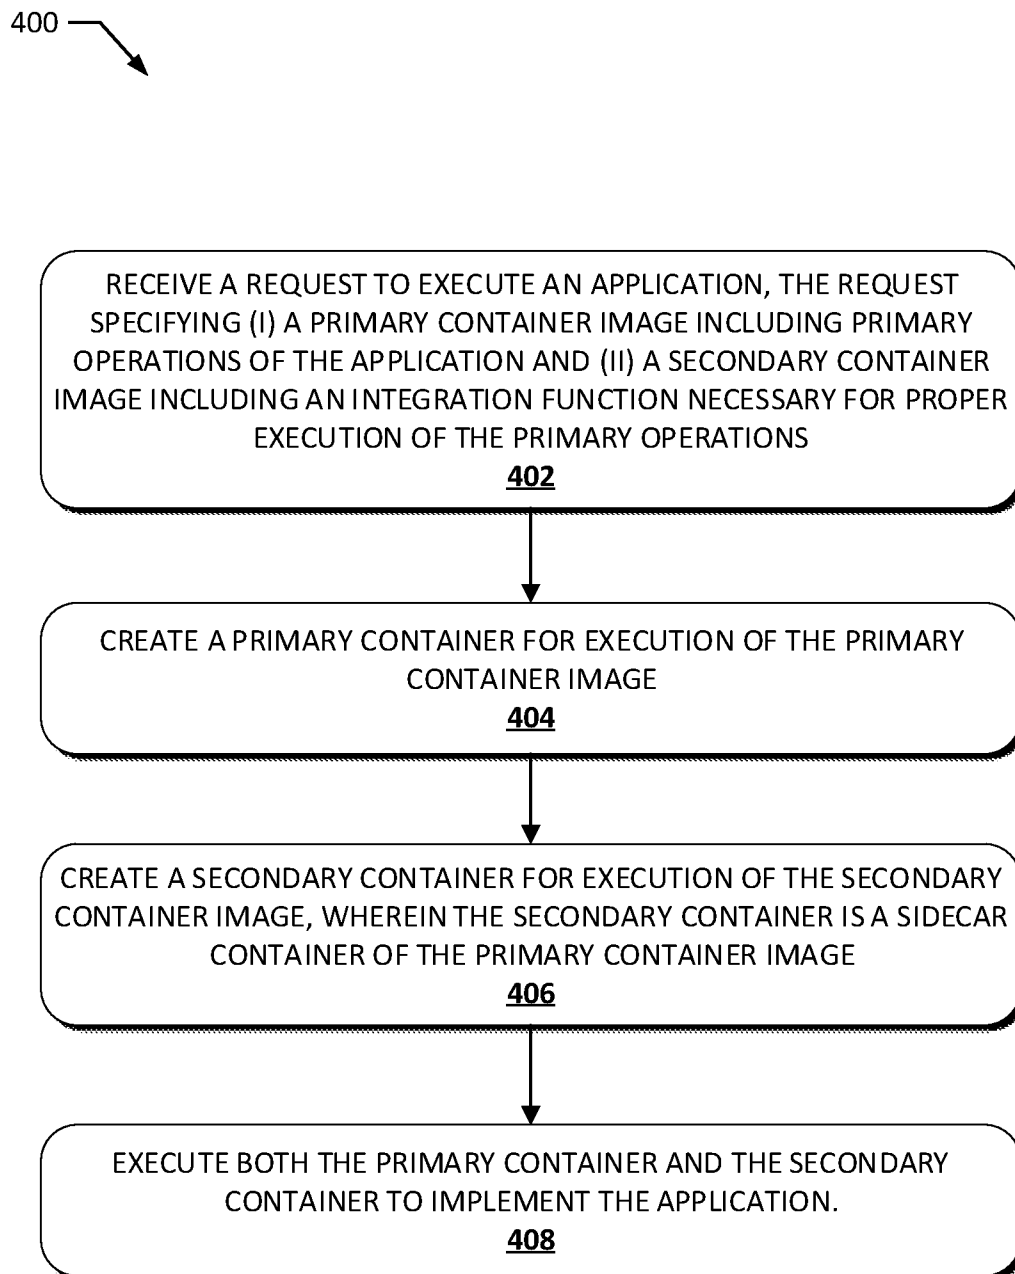 400
RECEIVE A REQUEST TO EXECUTE AN APPLICATION, THE REQUEST
SPECIFYING (I) A PRIMARY CONTAINER IMAGE INCLUDING PRIMARY
OPERATIONS OF THE APPLICATION AND (II) A SECONDARY CONTAINER
IMAGE INCLUDING AN INTEGRATION FUNCTION NECESSARY FOR PROPER
EXECUTION OF THE PRIMARY OPERATIONS
402
CREATE A PRIMARY CONTAINER FOR EXECUTION OF THE PRIMARY
CONTAINER IMAGE
404
CREATE A SECONDARY CONTAINER FOR EXECUTION OF THE SECONDARY
CONTAINER IMAGE, WHEREIN THE SECONDARY CONTAINER IS A SIDECAR
CONTAINER OF THE PRIMARY CONTAINER IMAGE
406
EXECUTE BOTH THE PRIMARY CONTAINER AND THE SECONDARY
CONTAINER TO IMPLEMENT THE APPLICATION.
408